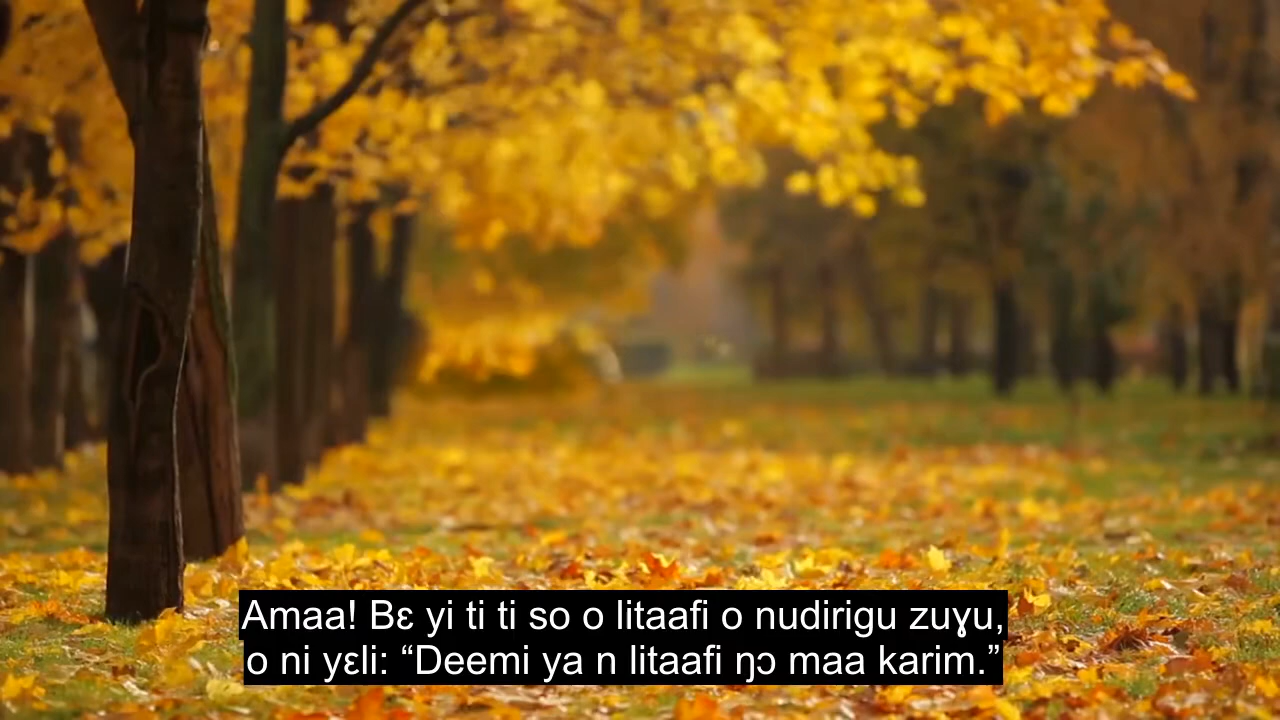 Amaa! Bɛ yi ti ti so o litaafi o nudirigu zuɣu,
o ni yɛli: “Deemi ya n litaafi ŋɔ maa karim.”